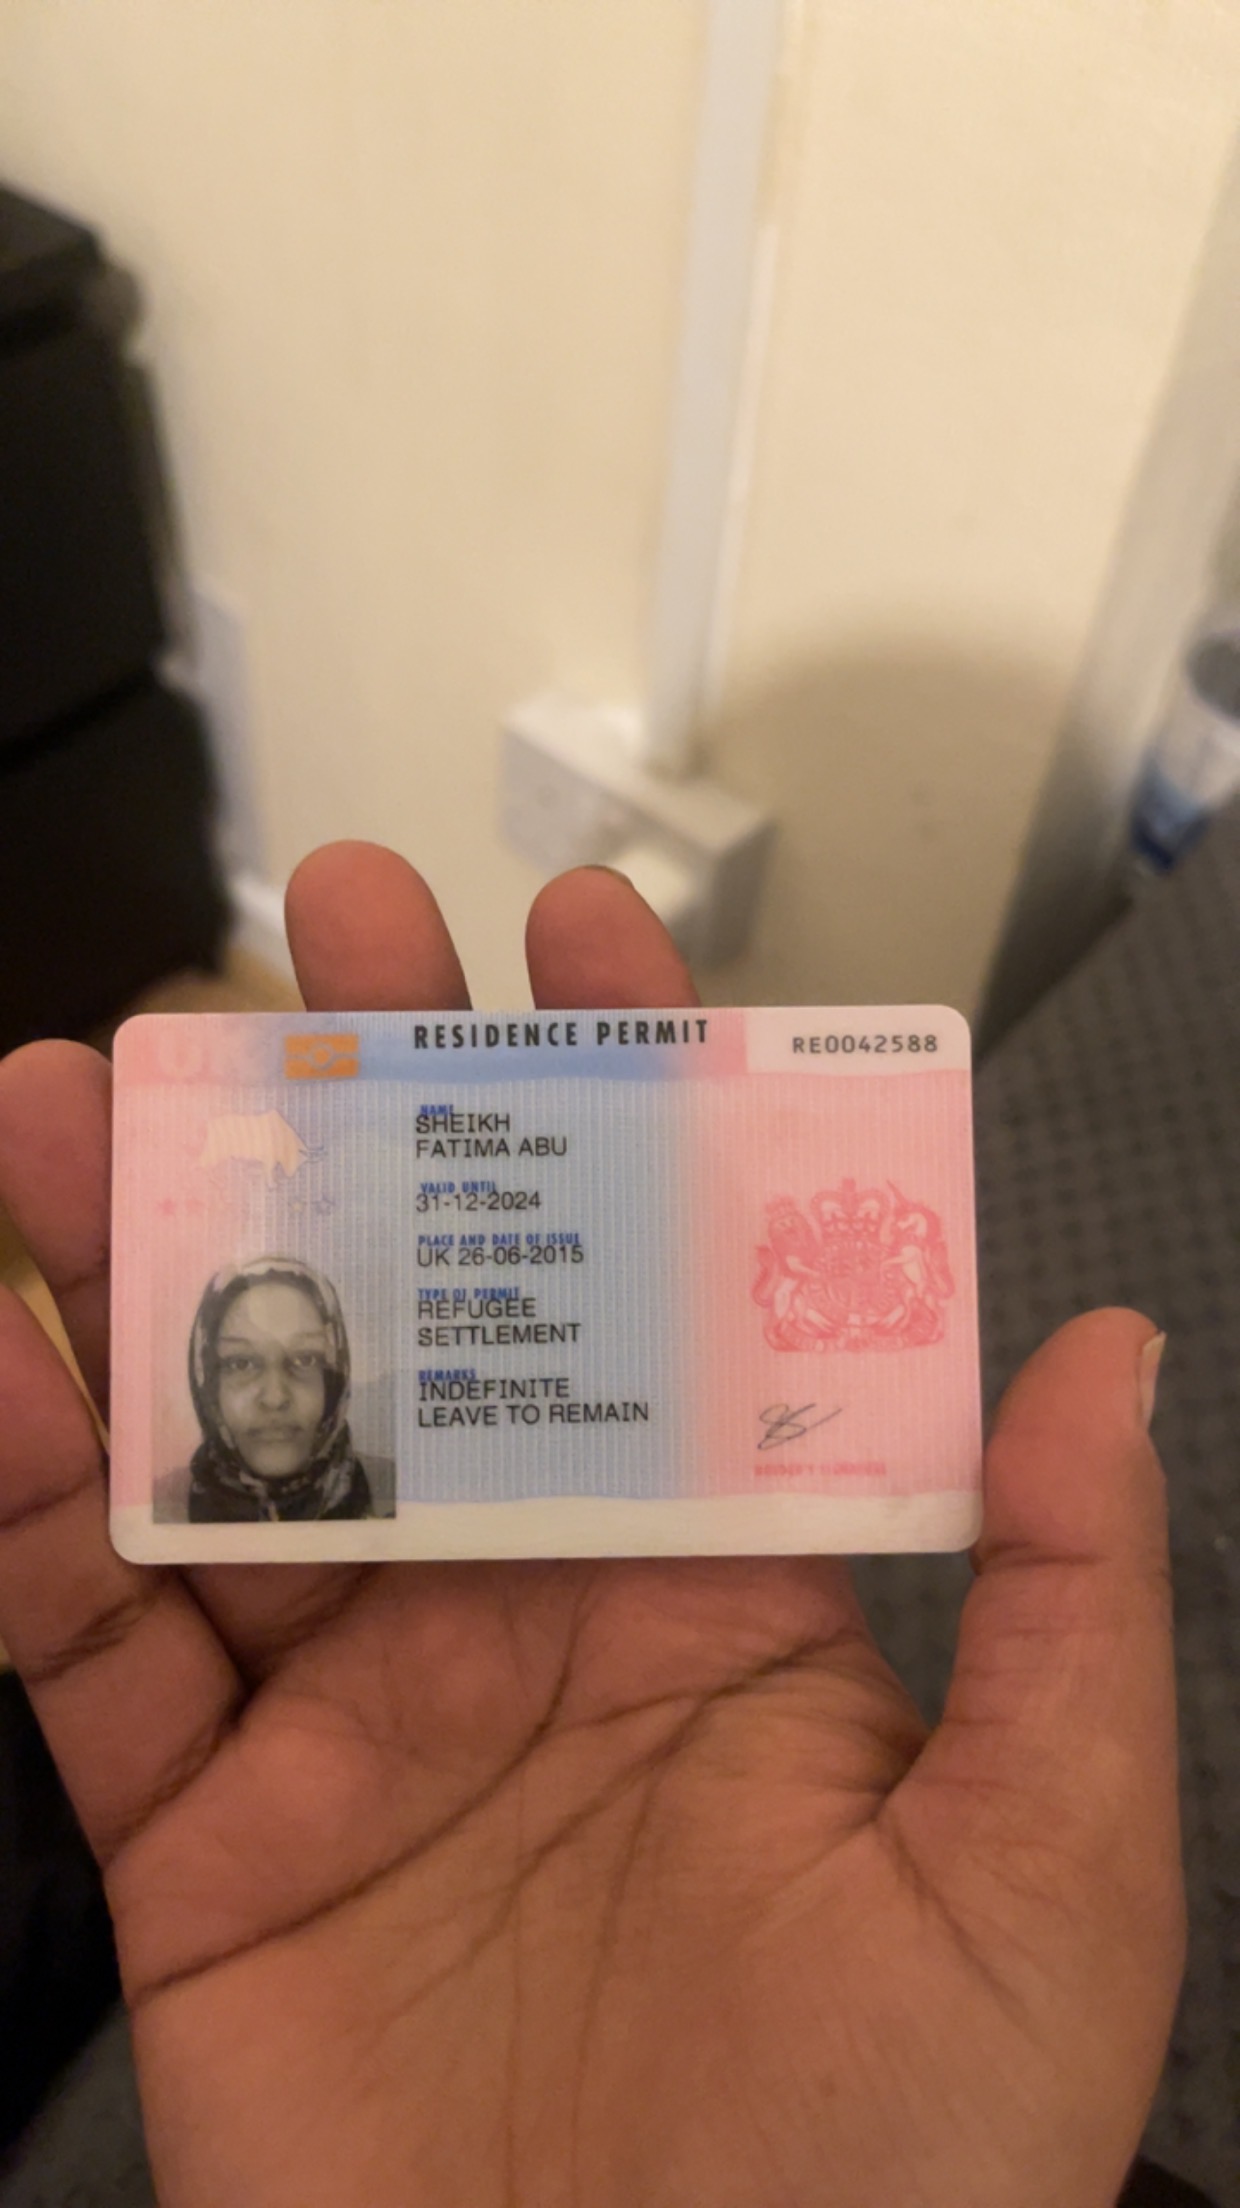 RESIDENCE PERMIT
RE0042588
NAME
SHEIKH
FATIMA ABU
VALID UNTIL
31-12-2024
PLACE AND DATE OF ISSUE
UK 26-06-2015
TYPE OF PERMIT
REFUGEE
SETTLEMENT
REMARKS
INDEFINITE
LEAVE TO REMAIN